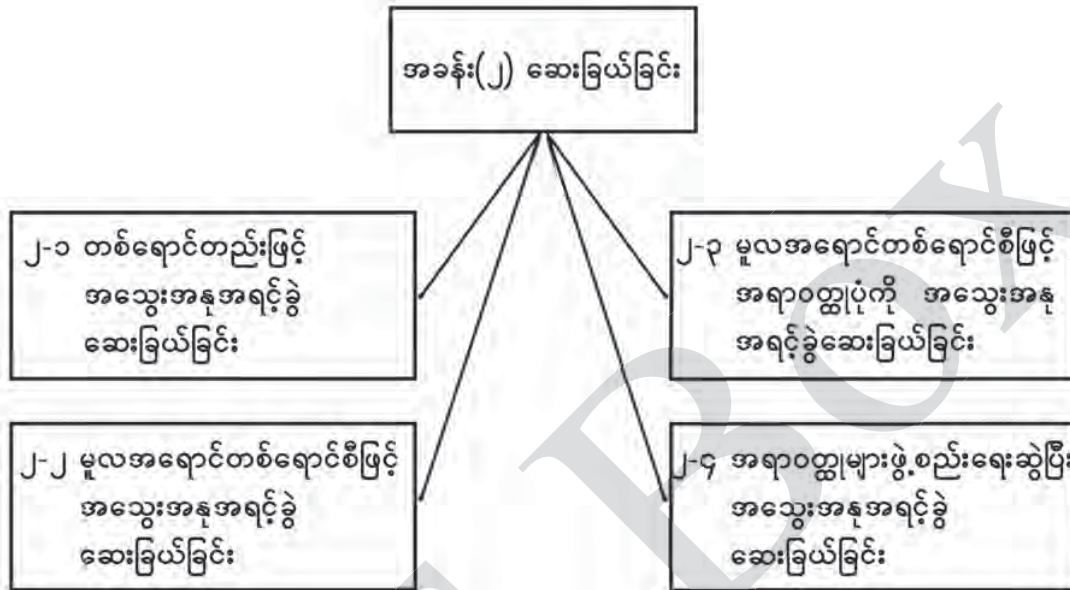 အခန်း(၂) ဆေးခြယ်ခြင်း
၂-၁ တစ်ရောင်တည်းဖြင့်
အသွေးအနုအရင့်ခွဲ
ဆေးခြယ်ခြင်း
၂-၂ မူလအရောင်တစ်ရောင်စီဖြင့်
အသွေးအနုအရင့်ခွဲ
ဆေးခြယ်ခြင်း
၂-၃ မူလအရောင်တစ်ရောင်စီဖြင့်
အရာဝတ္ထုပုံကို အသွေးအနု
အရင့်ခွဲဆေးခြယ်ခြင်း
၂-၄ အရာဝတ္ထုများဖွဲ့စည်းရေးဆွဲပြီး
အသွေးအနုအရင့်ခွဲ
ဆေးခြယ်ခြင်း
BOX